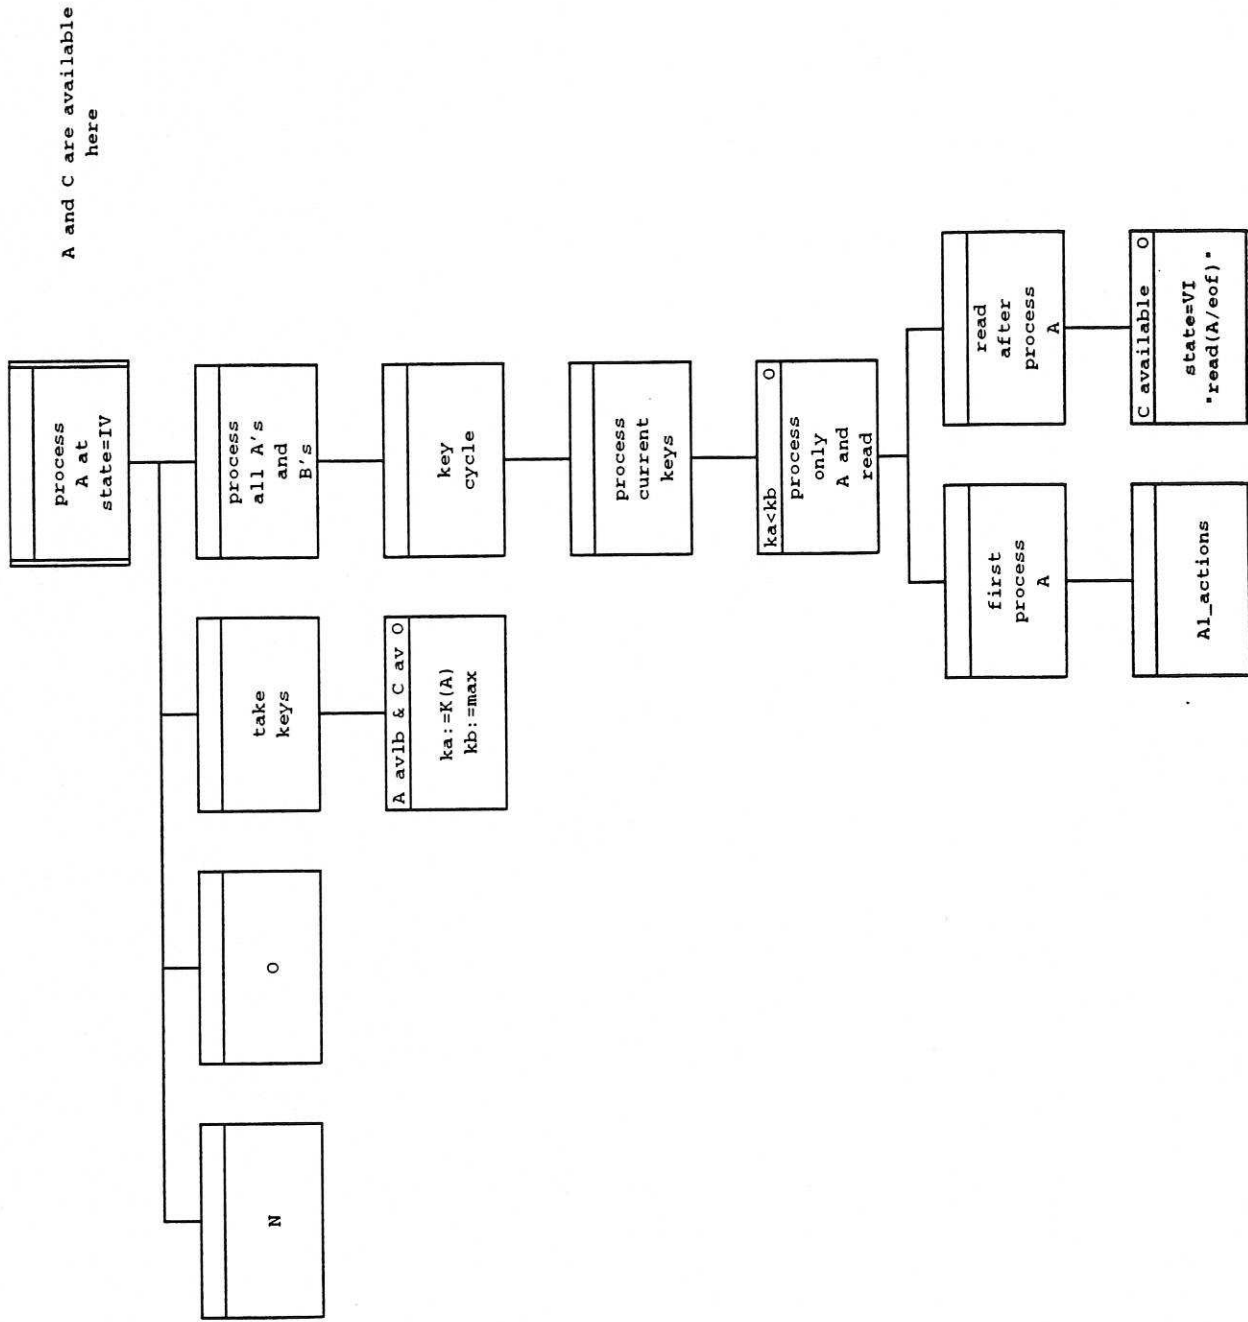 A and C are available
here
process
A at
state=IV
N
O
take
keys
process
all A's
and
B's
A avlb & C av O
ka:=K(A)
kb:=max
key
cycle
process
current
keys
ka<kb O
process
only
A and
read
first
process
A
read
after
process
A
A1_actions
C available O
state=VI
"read(A/eof)"